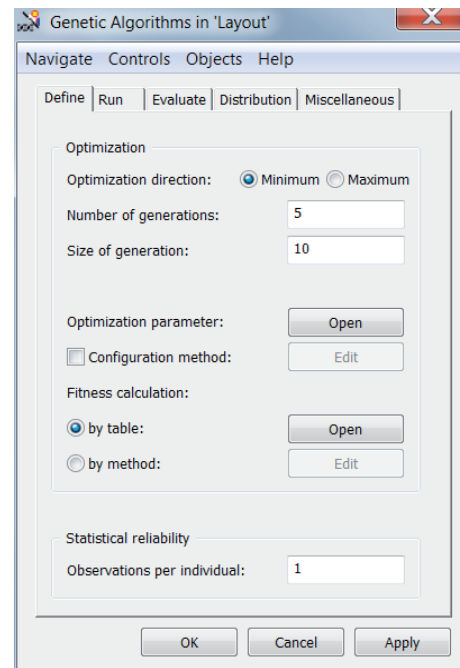 Genetic Algorithms in 'Layout'
Navigate Controls Objects Help
Define Run Evaluate Distribution Miscellaneous
Optimization
Optimization direction: Minimum Maximum
Number of generations: 5
Size of generation: 10
Optimization parameter: Open
Configuration method: Edit
Fitness calculation:
by table: Open
by method: Edit
Statistical reliability
Observations per individual: 1
OK Cancel Apply